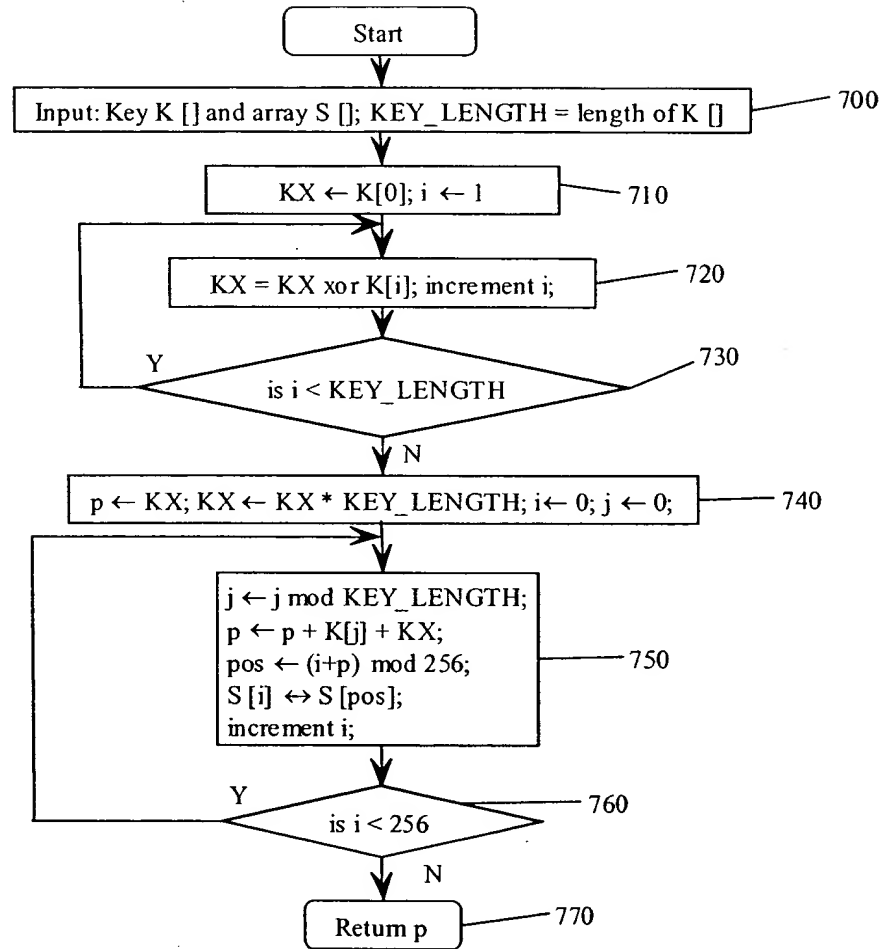 Start
Input: Key K [] and array S []; KEY_LENGTH = length of K []
700
KX ← K[0]; i ← 1
710
KX = KX xor K[i]; increment i;
720
Y
730
is i < KEY_LENGTH
N
p ← KX; KX ← KX * KEY_LENGTH; i← 0; j ← 0;
740
j ← j mod KEY_LENGTH;
p ← p + K[j] + KX;
pos ← (i+p) mod 256;
S[i] ↔ S[pos];
increment i;
750
Y
760
is i < 256
N
Return p
770